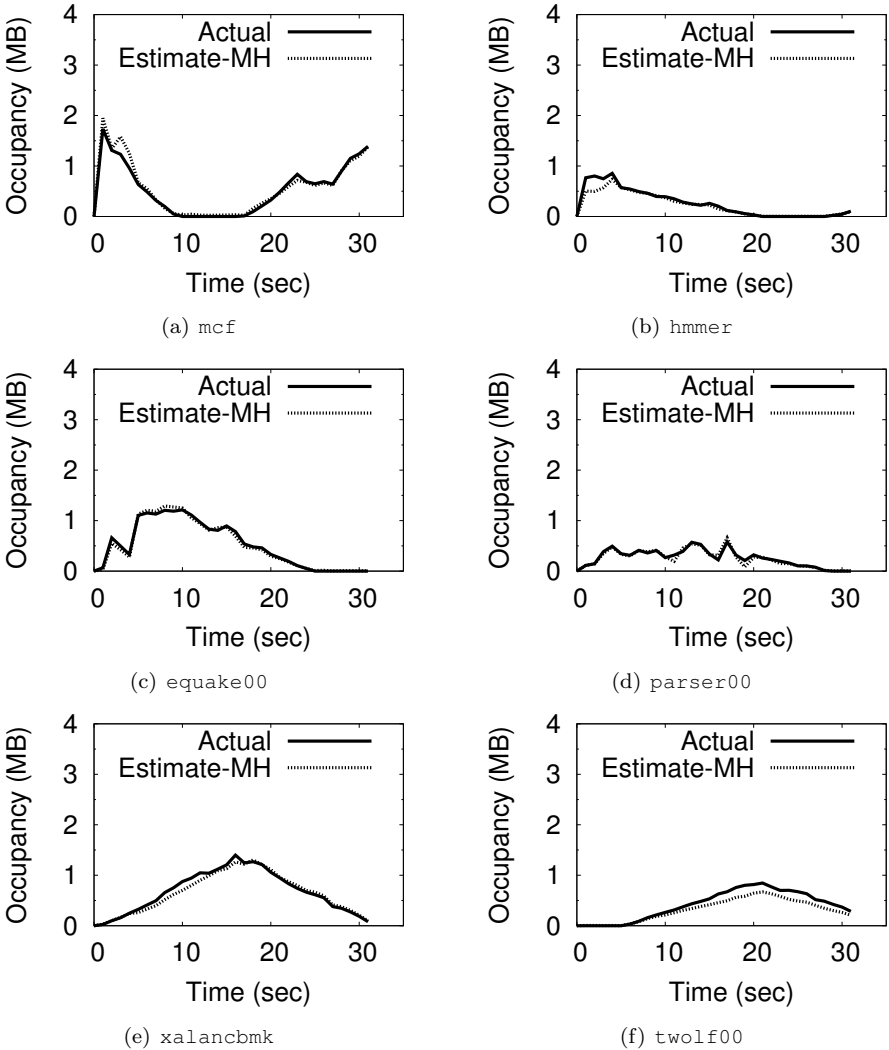 4
3
2
1
0
Occupancy (MB)
Actual
Estimate-MH
0 10 20 30
Time (sec)
(a) mcf
4
3
2
1
0
Occupancy (MB)
Actual
Estimate-MH
0 10 20 30
Time (sec)
(b) hmmer
4
3
2
1
0
Occupancy (MB)
Actual
Estimate-MH
0 10 20 30
Time (sec)
(c) equake00
4
3
2
1
0
Occupancy (MB)
Actual
Estimate-MH
0 10 20 30
Time (sec)
(d) parser00
4
3
2
1
0
Occupancy (MB)
Actual
Estimate-MH
0 10 20 30
Time (sec)
(e) xalancbmk
4
3
2
1
0
Occupancy (MB)
Actual
Estimate-MH
0 10 20 30
Time (sec)
(f) twolf00